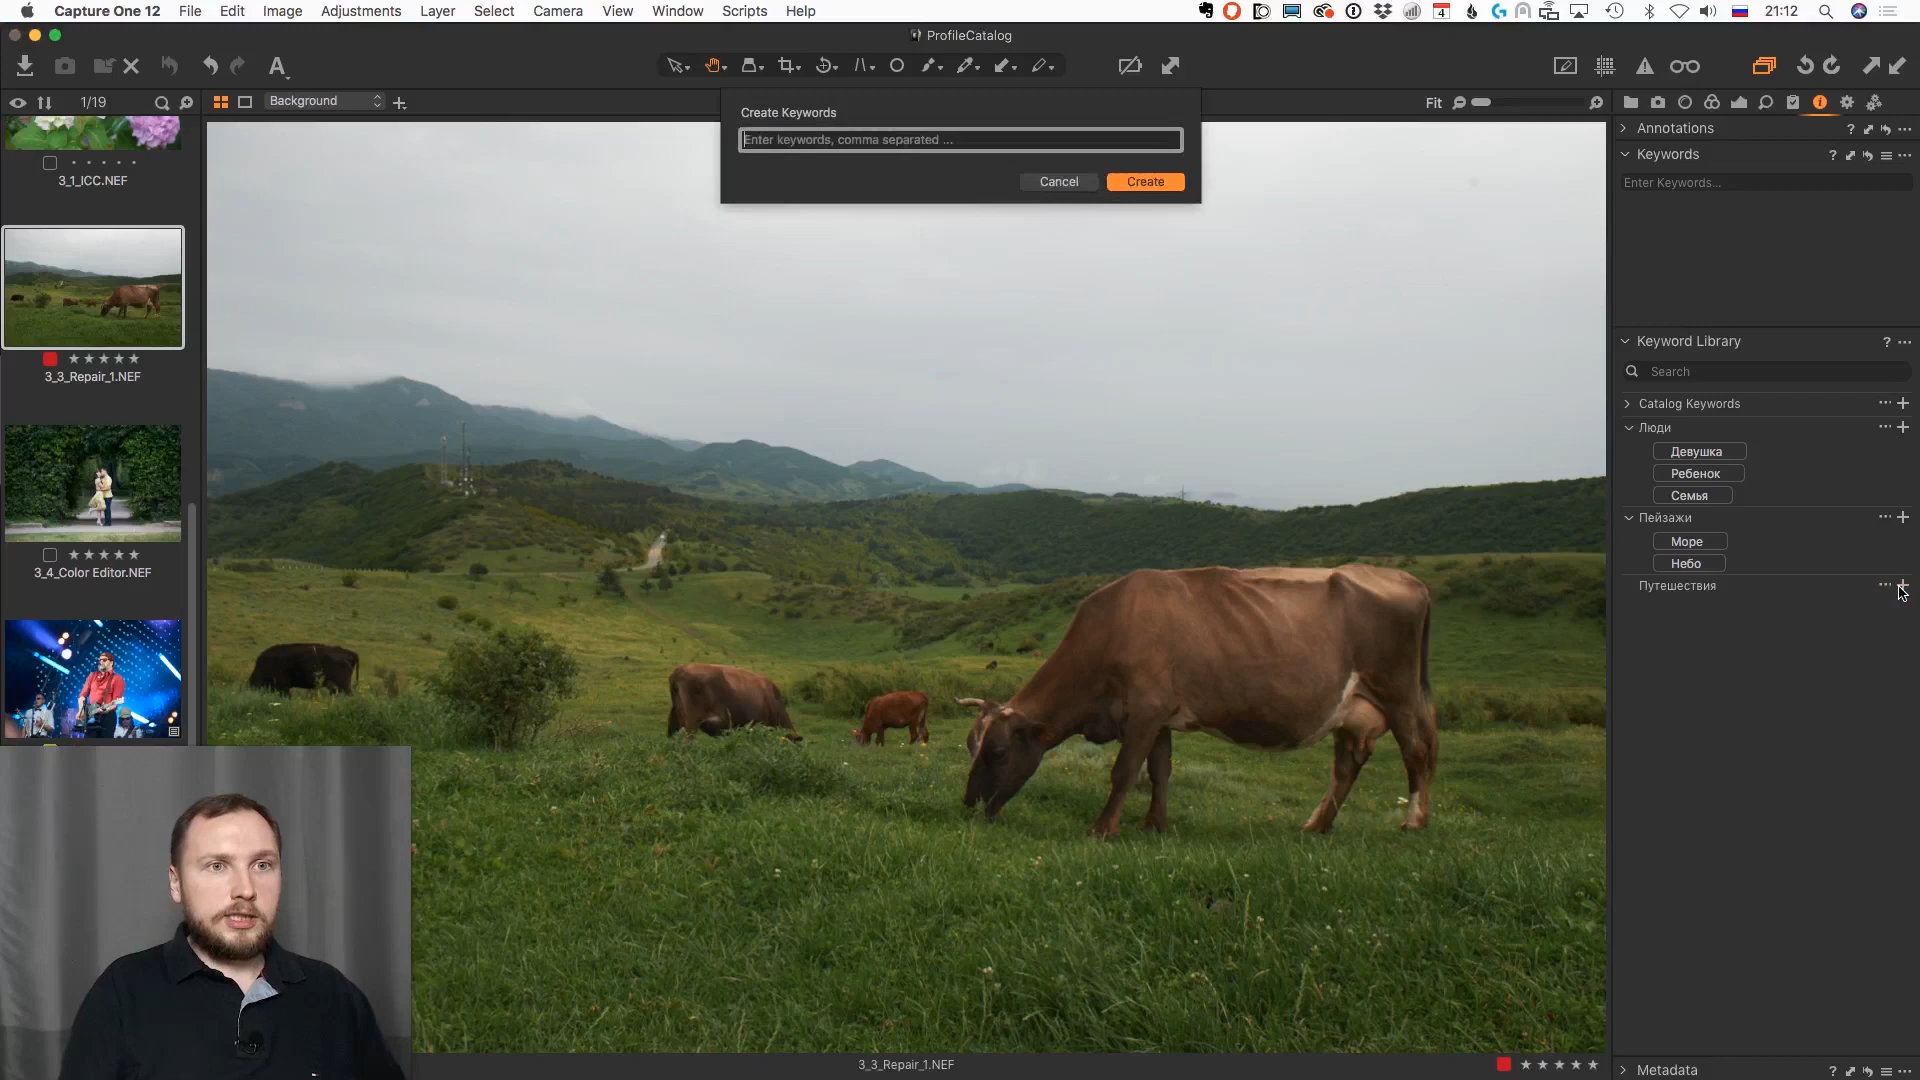 Capture One 12 File Edit Image Adjustments Layer Select Camera View Window Scripts Help 4 21:12
ProfileCatalog
A
1/19 Background Fit
Create Keywords
Enter keywords, comma separated ...
Cancel Create
3_1_ICC.NEF
3_3_Repair_1.NEF
3_4_Color Editor.NEF
3_3_Repair_1.NEF
Annotations ?
Keywords ?
Enter Keywords...
Keyword Library ?
Search
Catalog Keywords
Люди
Девушка
Ребенок
Семья
Пейзажи
Море
Небо
Путешествия
Metadata ?